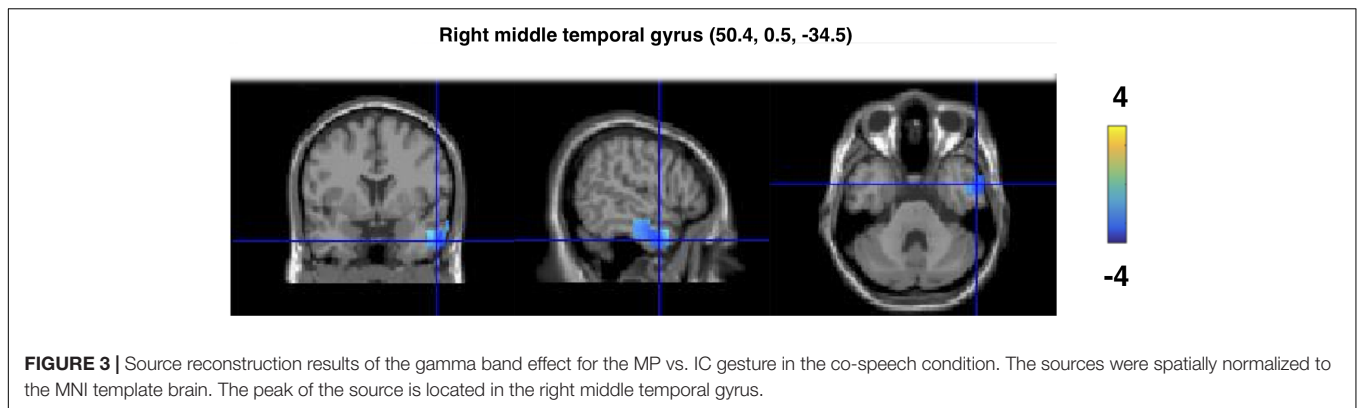 Right middle temporal gyrus (50.4, 0.5, -34.5)
4
-4
FIGURE 3 | Source reconstruction results of the gamma band effect for the MP vs. IC gesture in the co-speech condition. The sources were spatially normalized to
the MNI template brain. The peak of the source is located in the right middle temporal gyrus.